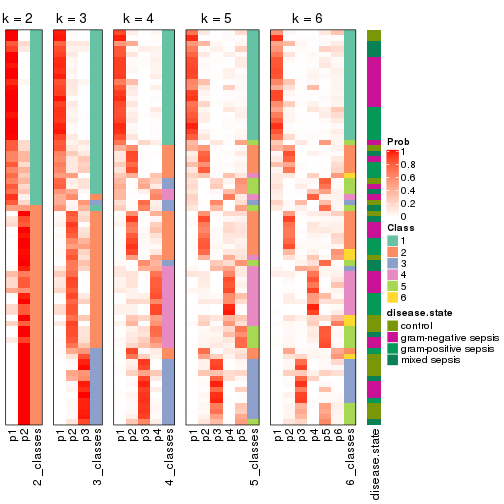 k = 2 k = 3 k = 4 k = 5 k = 6
Prob
1
0.8
0.6
0.4
0.2
0
Class
1
2
3
4
5
6
disease.state
control
gram-negative sepsis
gram-positive sepsis
mixed sepsis
p1 p2 2_classes p1 p2 p3 3_classes p1 p2 p3 p4 4_classes p1 p2 p3 p4 p5 5_classes p1 p2 p3 p4 p5 p6 6_classes disease.state